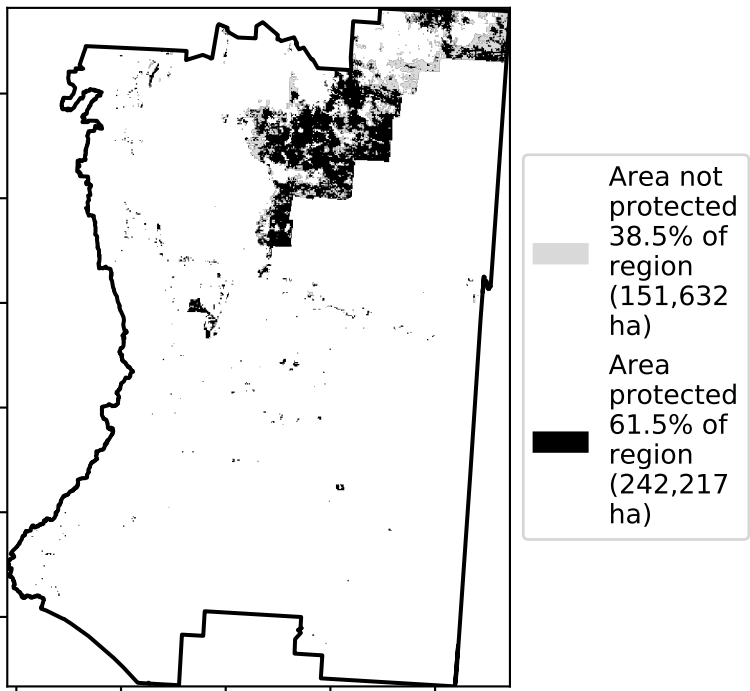 Area not
protected
38.5% of
region
(151,632
ha)
Area
protected
61.5% of
region
(242,217
ha)